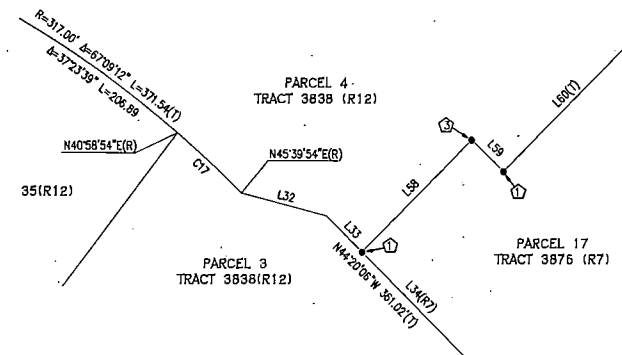 R=317.00' Δ=67°09'12" L=371.54(T)
Δ=37°23'39" L=206.89
PARCEL 4
TRACT 3838 (R12)
L60(T)
3
L59
N40°58'54"E(R)
N45°39'54"E(R)
C17
L58
1
35(R12)
L32
L33
1
PARCEL 17
TRACT 3876 (R7)
PARCEL 3
TRACT 3838(R12)
N44°20'06"W 361.02'(T)
L34(R7)